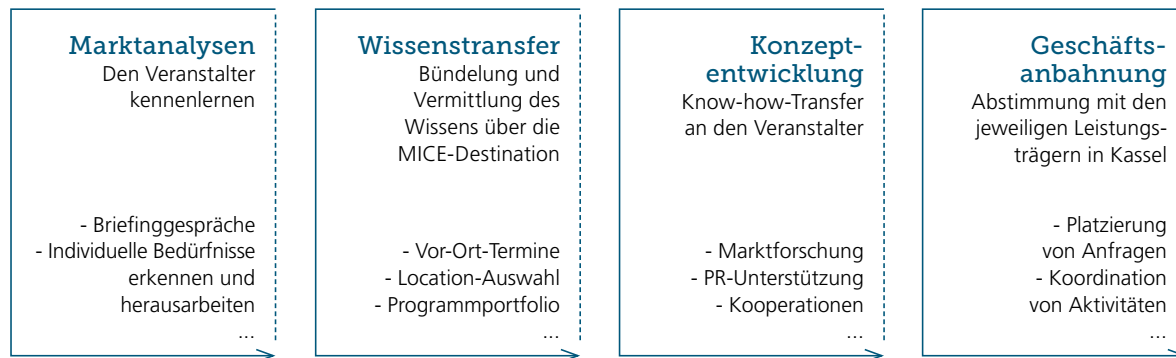 Marktanalysen
Den Veranstalter
kennenlernen
- Briefinggespräche
- Individuelle Bedürfnisse
erkennen und
herausarbeiten
...
Wissenstransfer
Bündelung und
Vermittlung des
Wissens über die
MICE-Destination
- Vor-Ort-Termine
- Location-Auswahl
- Programmportfolio
...
Konzept-
entwicklung
Know-how-Transfer
an den Veranstalter
- Marktforschung
- PR-Unterstützung
- Kooperationen
...
Geschäfts-
anbahnung
Abstimmung mit den
jeweiligen Leistungs-
trägern in Kassel
- Platzierung
von Anfragen
- Koordination
von Aktivitäten
...